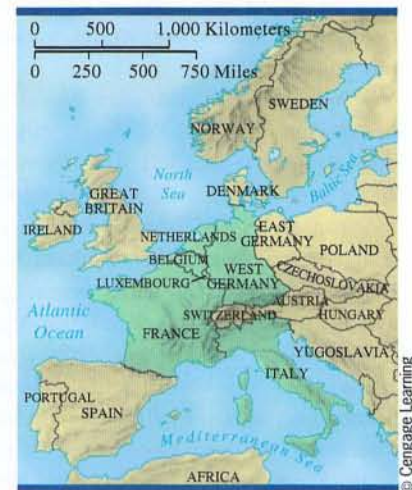 0 500 1,000 Kilometers
0 250 500 750 Miles
SWEDEN
NORWAY
North
Sea
DENMARK
Baltic Sea
GREAT
BRITAIN
IRELAND
NETHERLANDS
EAST
GERMANY
POLAND
BELGIUM
WEST
GERMANY
LUXEMBOURG
CZECHOSLOVAKIA
Atlantic
Ocean
FRANCE
SWITZERLAND
AUSTRIA
HUNGARY
YUGOSLAVIA
ITALY
PORTUGAL
SPAIN
Mediterranean Sea
AFRICA
© Cengage Learning